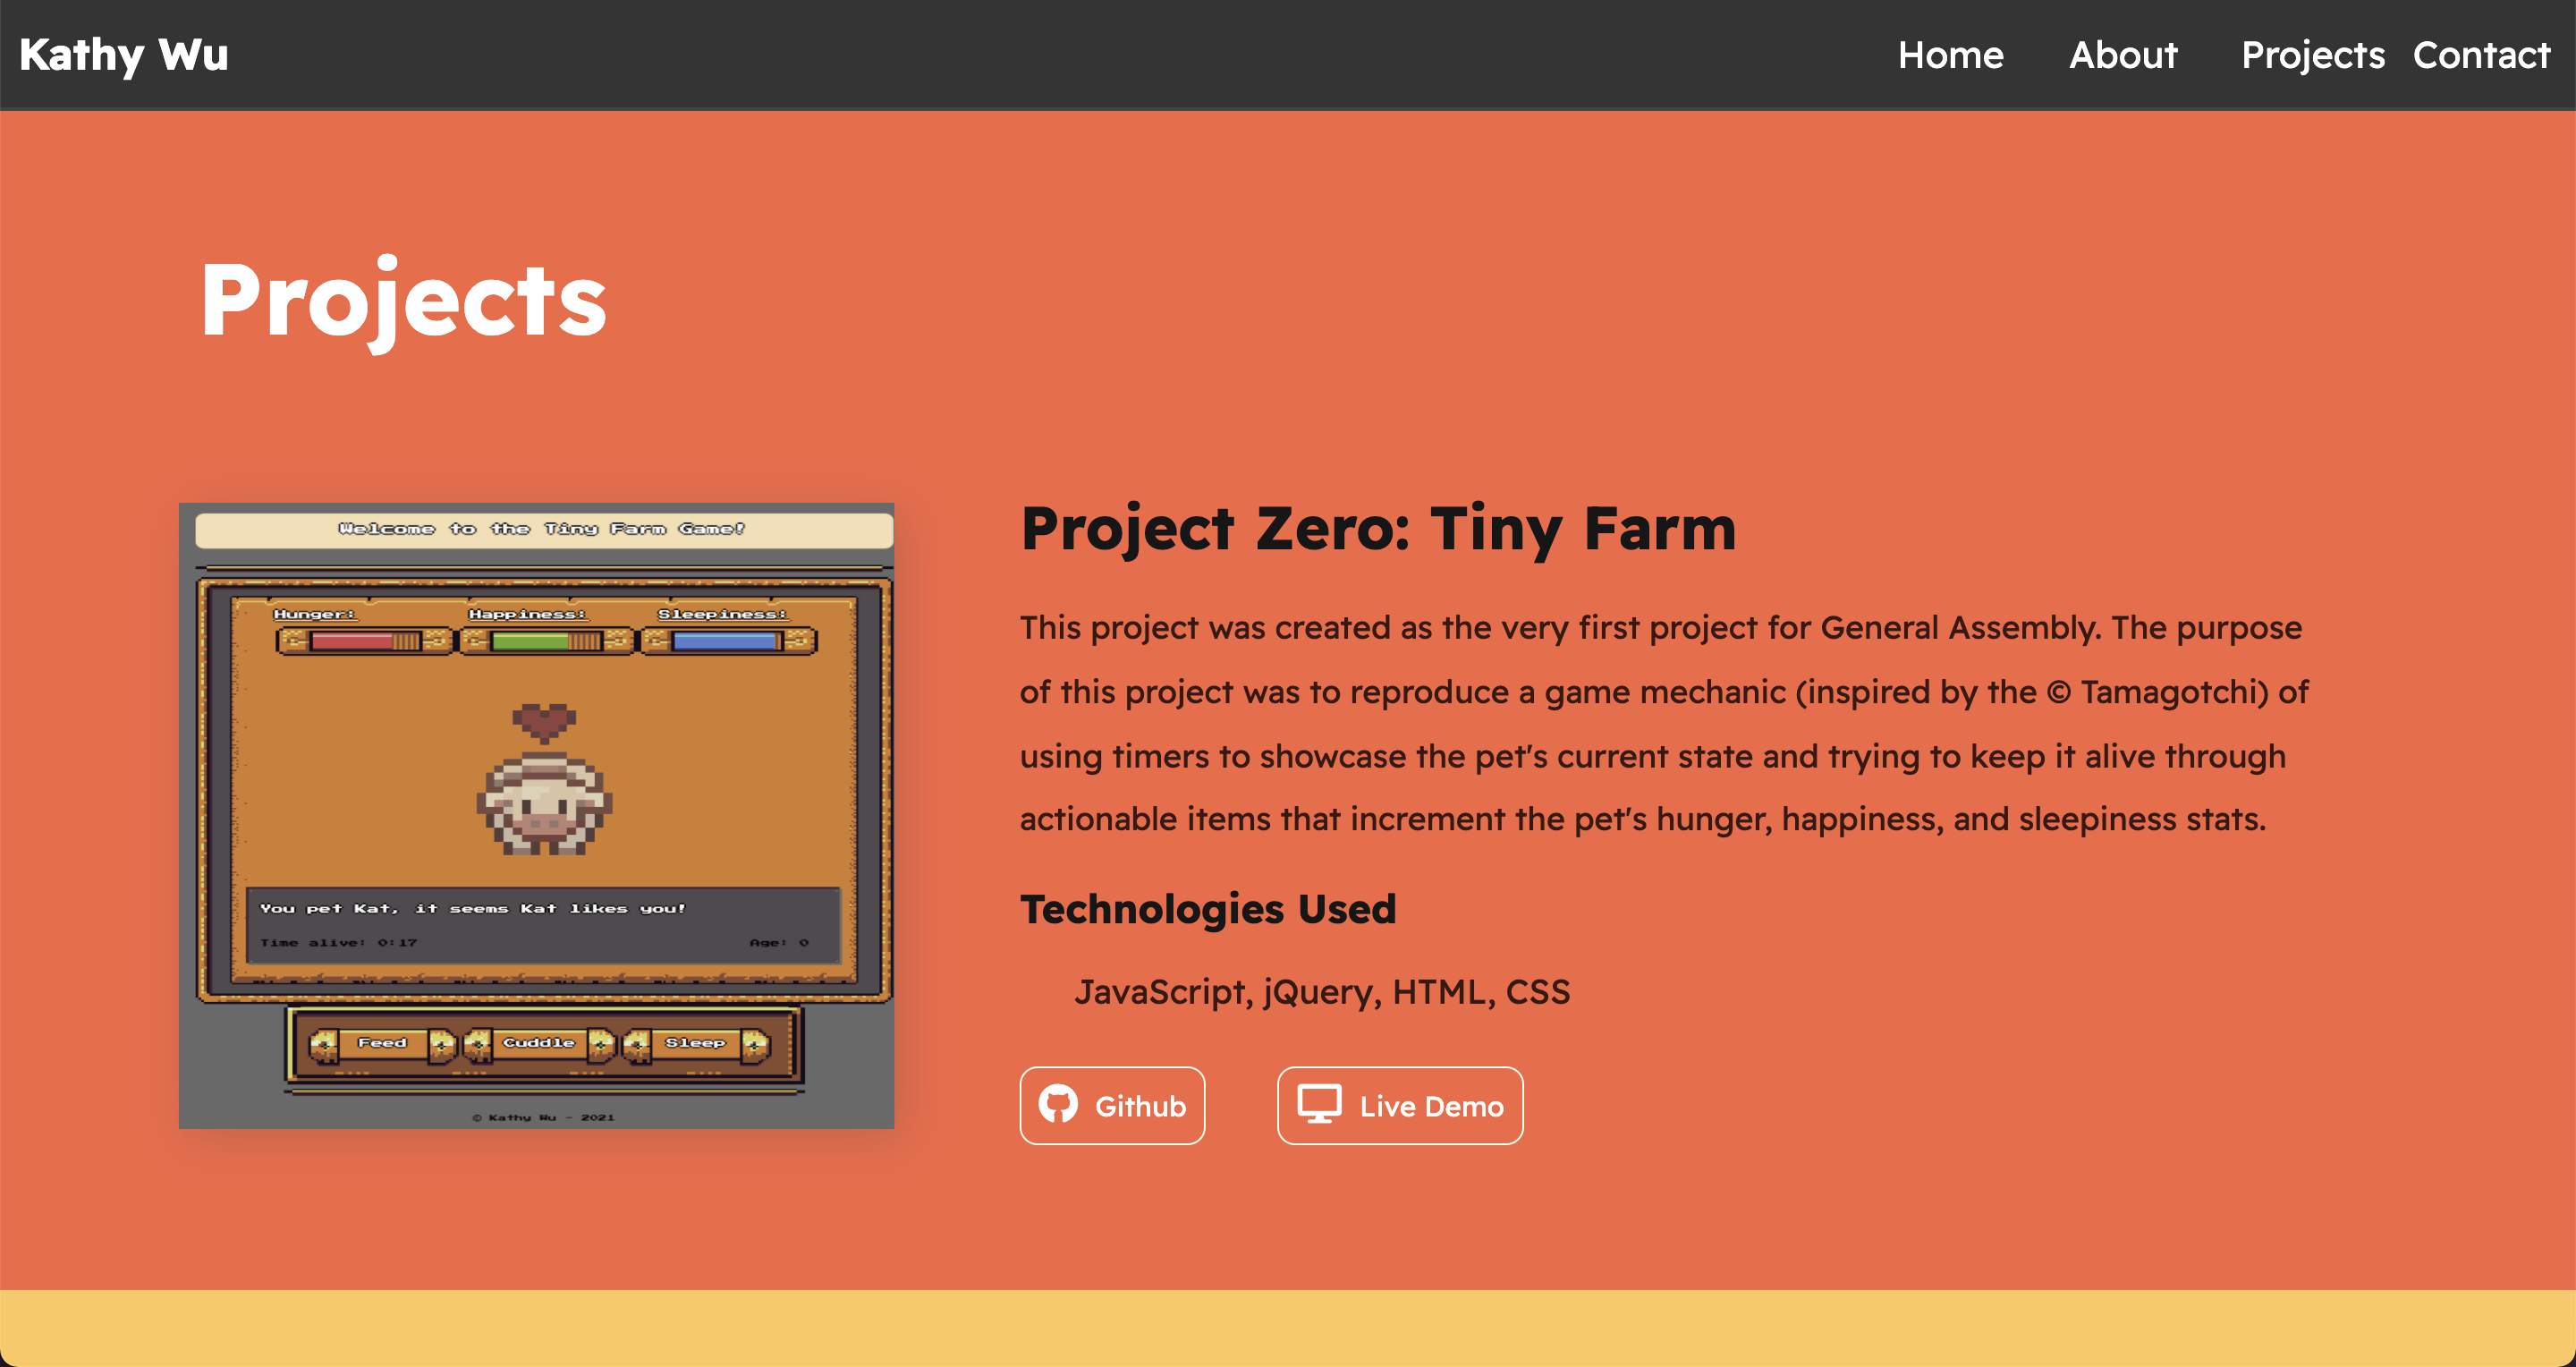 Kathy Wu
Home About Projects Contact
Projects
Welcome to the Tiny Farm Game!
Hunger: Happiness: Sleepiness:
You pet Kat, it seems Kat likes you!
Time alive: 0:17 Age: 0
Feed Cuddle Sleep
© Kathy Wu - 2021
Project Zero: Tiny Farm
This project was created as the very first project for General Assembly. The purpose
of this project was to reproduce a game mechanic (inspired by the © Tamagotchi) of
using timers to showcase the pet's current state and trying to keep it alive through
actionable items that increment the pet's hunger, happiness, and sleepiness stats.
Technologies Used
JavaScript, jQuery, HTML, CSS
Github Live Demo